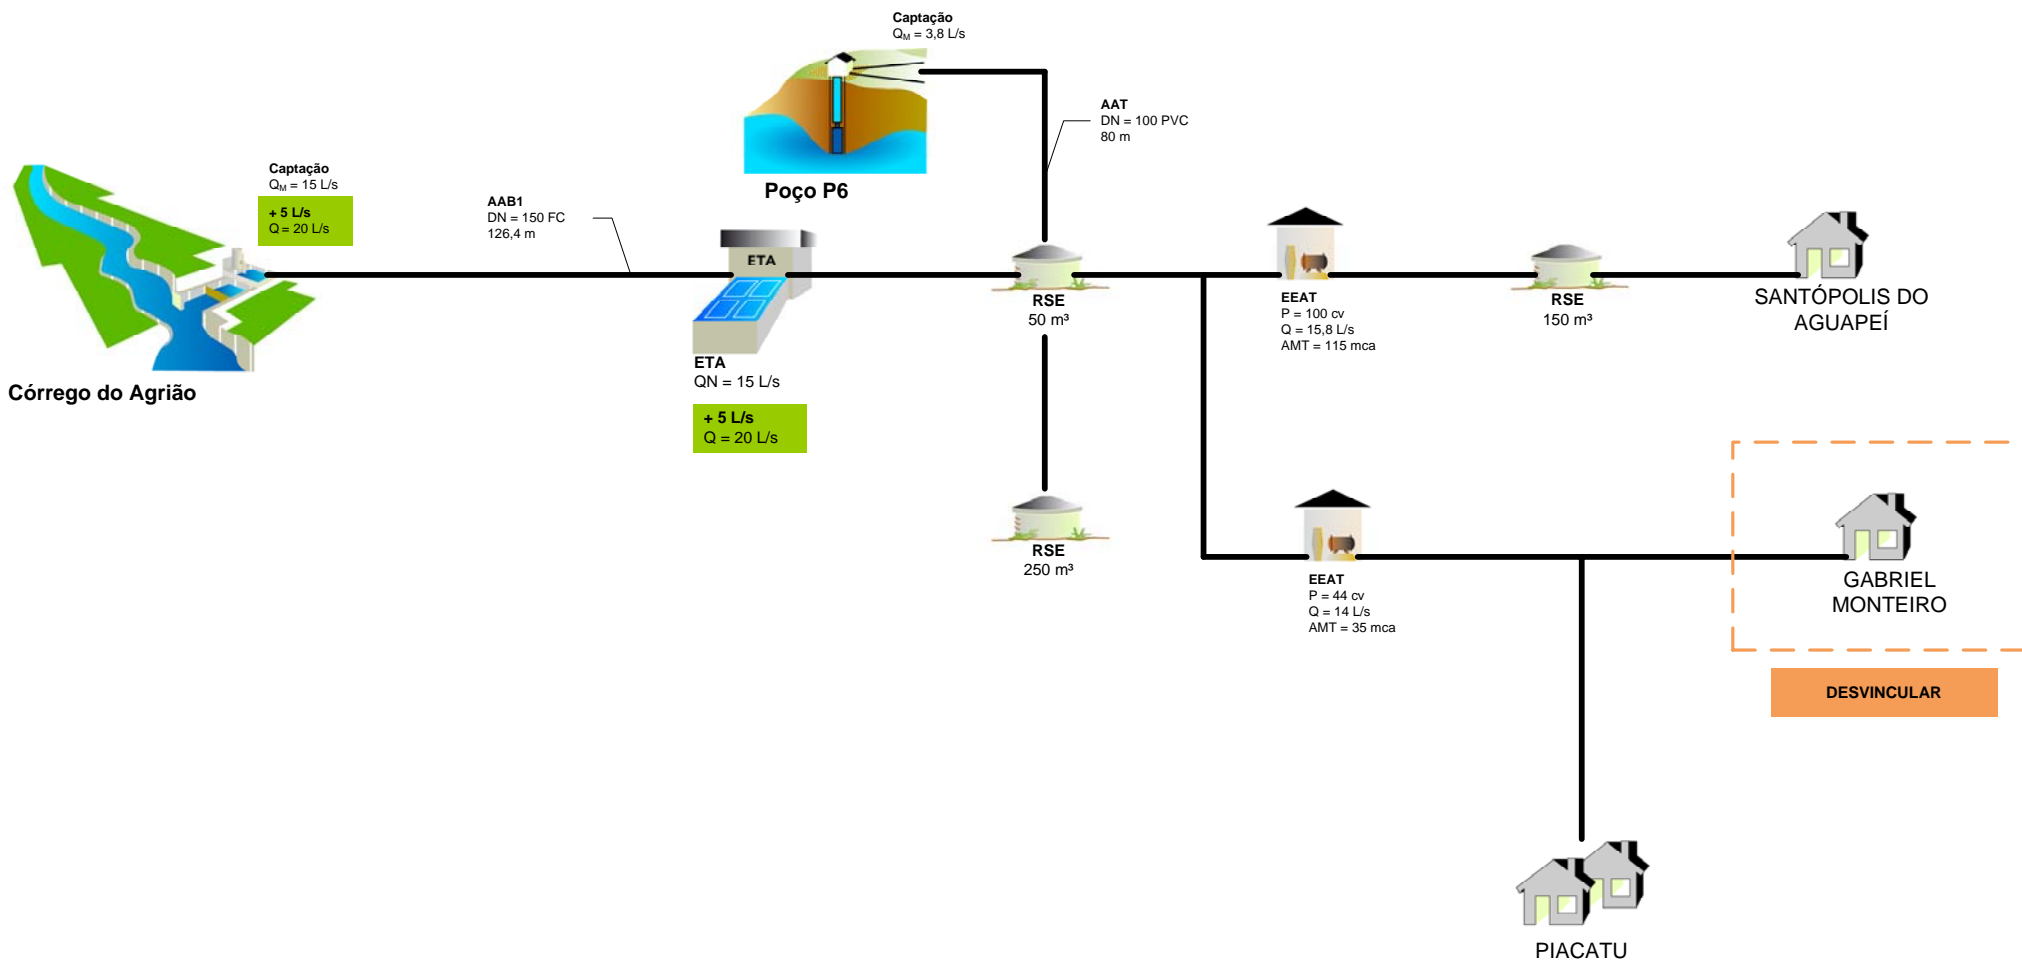 Captação
QM = 3,8 L/s
AAT
DN = 100 PVC
80 m
Poço P6
Captação
QM = 15 L/s
+ 5 L/s
Q = 20 L/s
AAB1
DN = 150 FC
126,4 m
ETA
ETA
QN = 15 L/s
+ 5 L/s
Q = 20 L/s
RSE
50 m³
EEAT
P = 100 cv
Q = 15,8 L/s
AMT = 115 mca
RSE
150 m³
SANTÓPOLIS DO
AGUAPEÍ
Córrego do Agrião
RSE
250 m³
EEAT
P = 44 cv
Q = 14 L/s
AMT = 35 mca
GABRIEL
MONTEIRO
DESVINCULAR
PIACATU